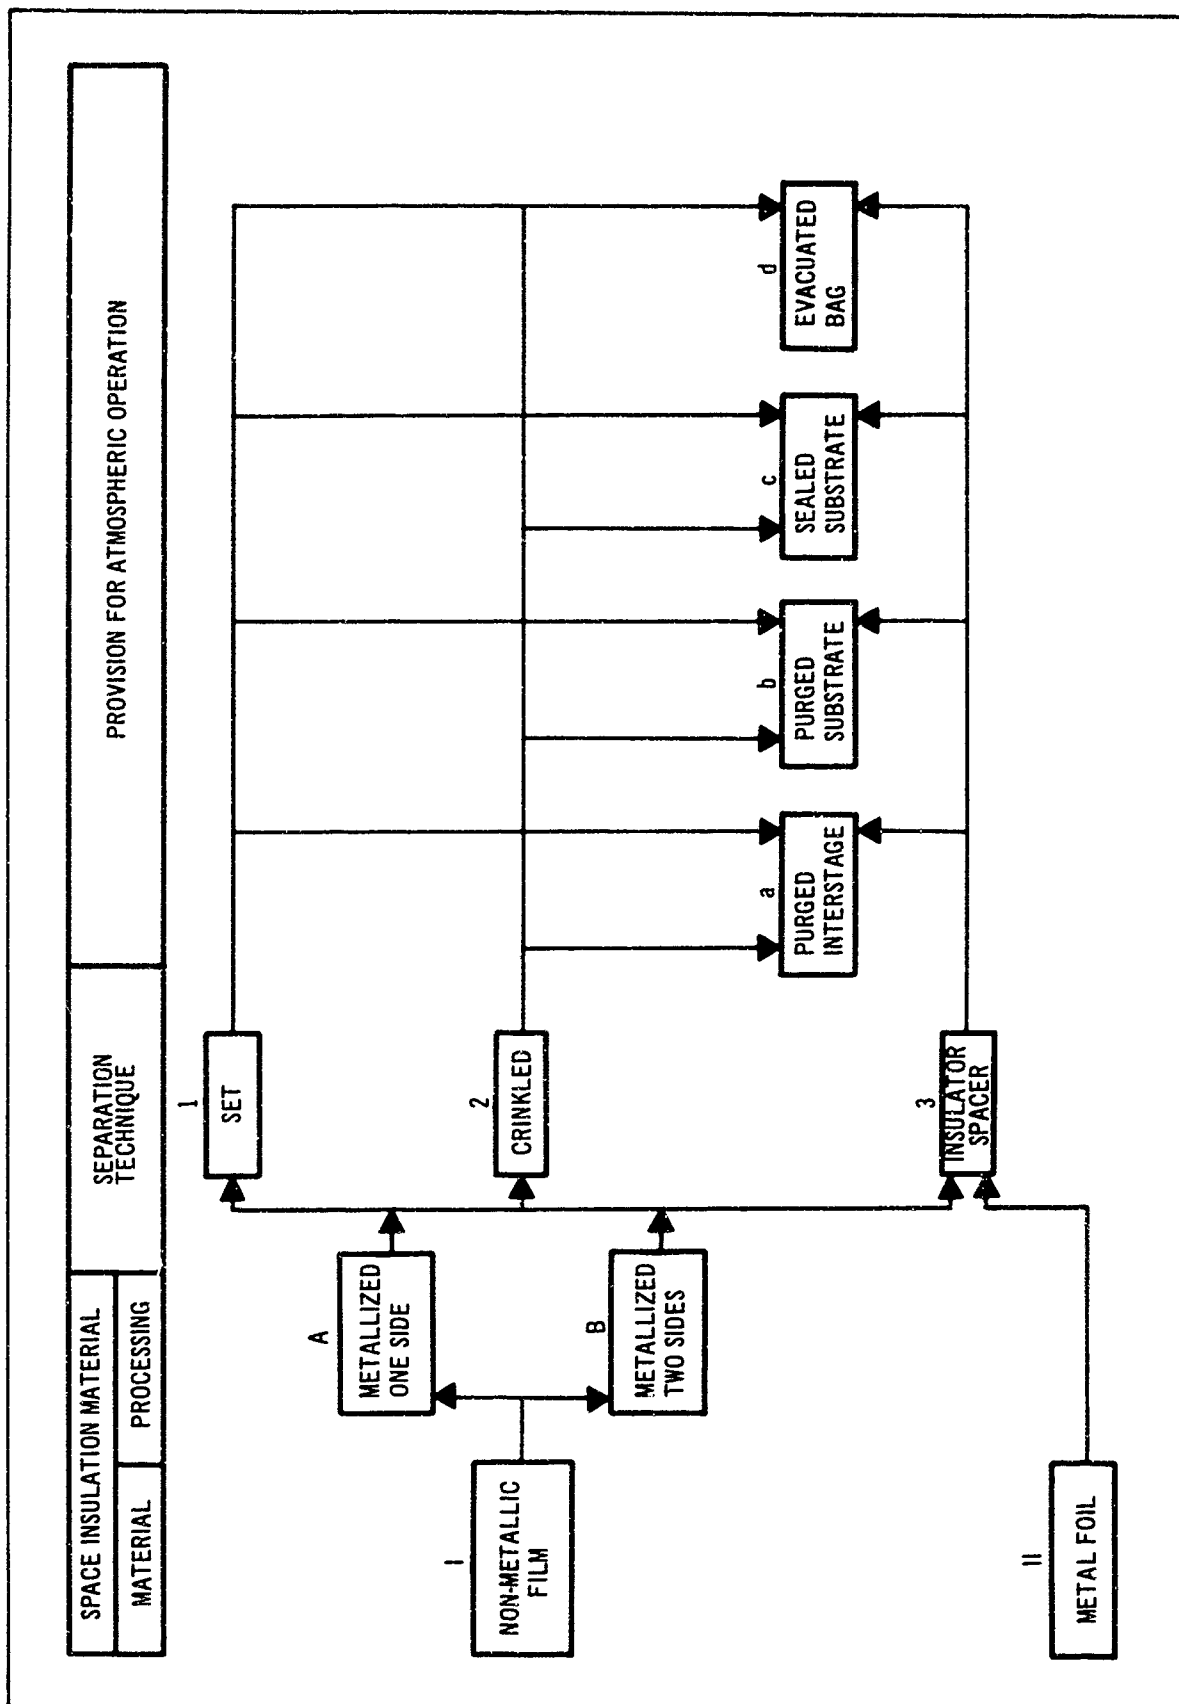 SPACE INSULATION MATERIAL
MATERIAL
PROCESSING
SEPARATION
TECHNIQUE
PROVISION FOR ATMOSPHERIC OPERATION
I
NON-METALLIC
FILM
II
METAL FOIL
A
METALLIZED
ONE SIDE
B
METALLIZED
TWO SIDES
1
SET
2
CRINKLED
3
INSULATOR
SPACER
a
PURGED
INTERSTAGE
b
PURGED
SUBSTRATE
c
SEALED
SUBSTRATE
d
EVACUATED
BAG